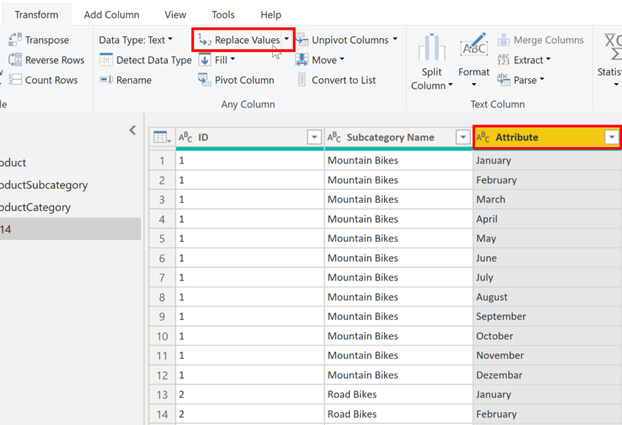 Transform Add Column View Tools Help
Transpose Data Type: Text Replace Values Unpivot Columns Merge Columns
Reverse Rows Detect Data Type Fill Move Split Column Format Extract Statist
Count Rows Rename Pivot Column Convert to List Parse
Any Column Text Column
ID Subcategory Name Attribute
1 1 Mountain Bikes January
oduct
2 1 Mountain Bikes February
oductSubcategory
3 1 Mountain Bikes March
oductCategory
4 1 Mountain Bikes April
14
5 1 Mountain Bikes May
6 1 Mountain Bikes June
7 1 Mountain Bikes July
8 1 Mountain Bikes August
9 1 Mountain Bikes September
10 1 Mountain Bikes October
11 1 Mountain Bikes November
12 1 Mountain Bikes Dezembar
13 2 Road Bikes January
14 2 Road Bikes February